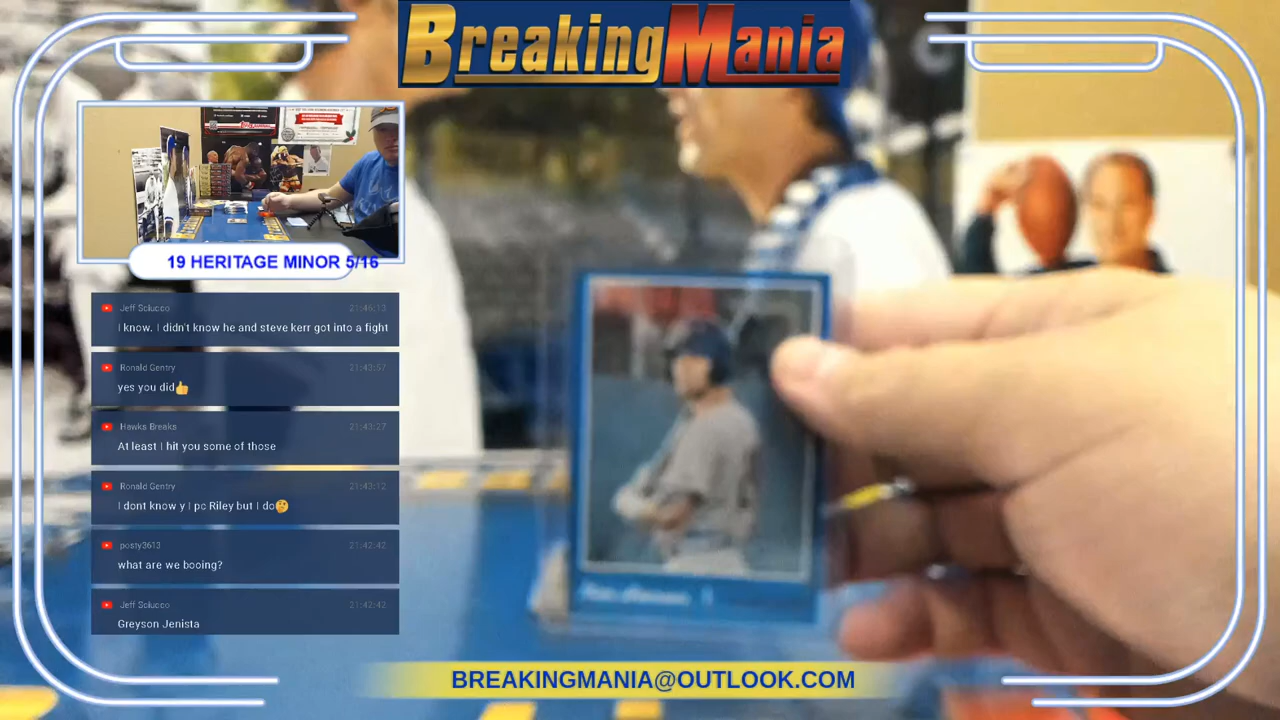 BreakingMania
19 HERITAGE MINOR 5/16
Jeff Sciucco 21:46:13
I know. I didn't know he and steve kerr got into a fight
Ronald Gentry 21:43:57
yes you did👍
Hawks Breaks 21:43:27
At least I hit you some of those
Ronald Gentry 21:43:12
I dont know y I pc Riley but I do🤔
posty3613 21:42:42
what are we booing?
Jeff Sciucco 21:42:42
Greyson Jenista
BREAKINGMANIA@OUTLOOK.COM